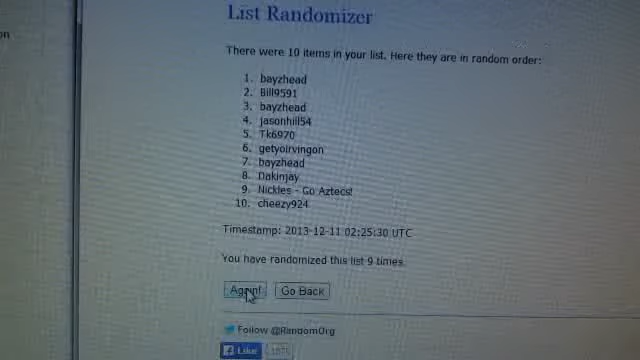 on
List Randomizer
There were 10 items in your list. Here they are in random order:
1. bayzhead
2. Bill9591
3. bayzhead
4. jasonhill54
5. Tk6970
6. getyoirvingon
7. bayzhead
8. Dakinjay
9. Nickles - Go Aztecs!
10. cheezy924
Timestamp: 2013-12-11 02:25:30 UTC
You have randomized this list 9 times.
Again! Go Back
Follow @RandomOrg
Like